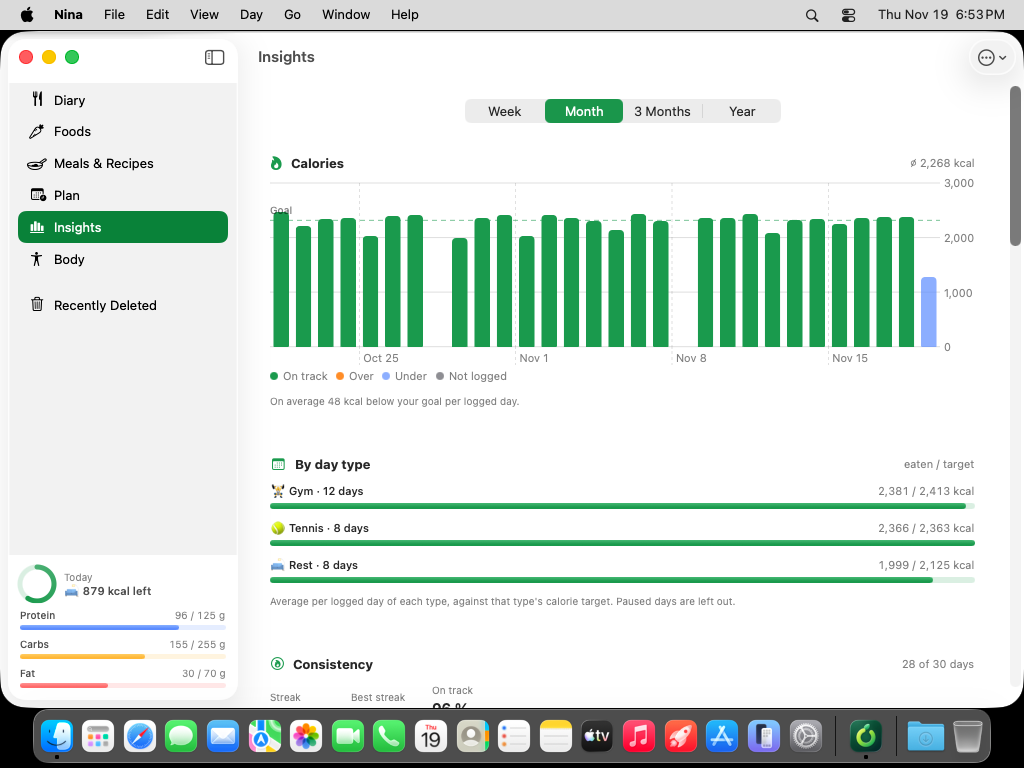 Nina File Edit View Day Go Window Help Thu Nov 19 6:53 PM
Insights
Diary
Foods
Meals & Recipes
Plan
Insights
Body
Recently Deleted
Today
879 kcal left
Protein 96 / 125 g
Carbs 155 / 255 g
Fat 30 / 70 g
Week Month 3 Months Year
Calories ø 2,268 kcal
3,000
Goal
2,000
1,000
0
Oct 25 Nov 1 Nov 8 Nov 15
On track Over Under Not logged
On average 48 kcal below your goal per logged day.
By day type eaten / target
Gym · 12 days 2,381 / 2,413 kcal
Tennis · 8 days 2,366 / 2,363 kcal
Rest · 8 days 1,999 / 2,125 kcal
Average per logged day of each type, against that type's calorie target. Paused days are left out.
Consistency 28 of 30 days
Streak Best streak On track
96 %
Thu
19
tv